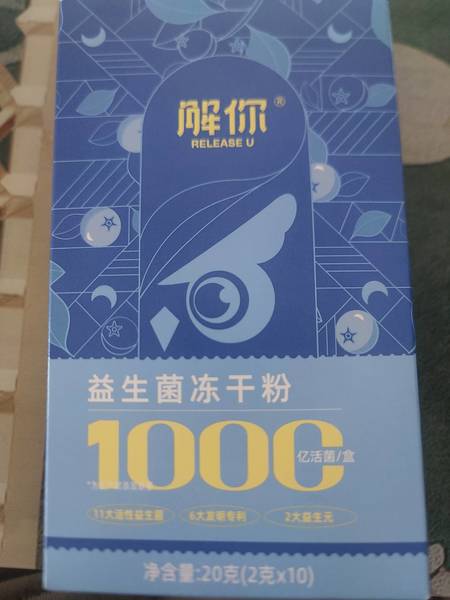 解你®
RELEASE U
益生菌冻干粉
1000
亿活菌/盒
11大活性益生菌 6大发明专利 2大益生元
净含量:20克(2克x10)